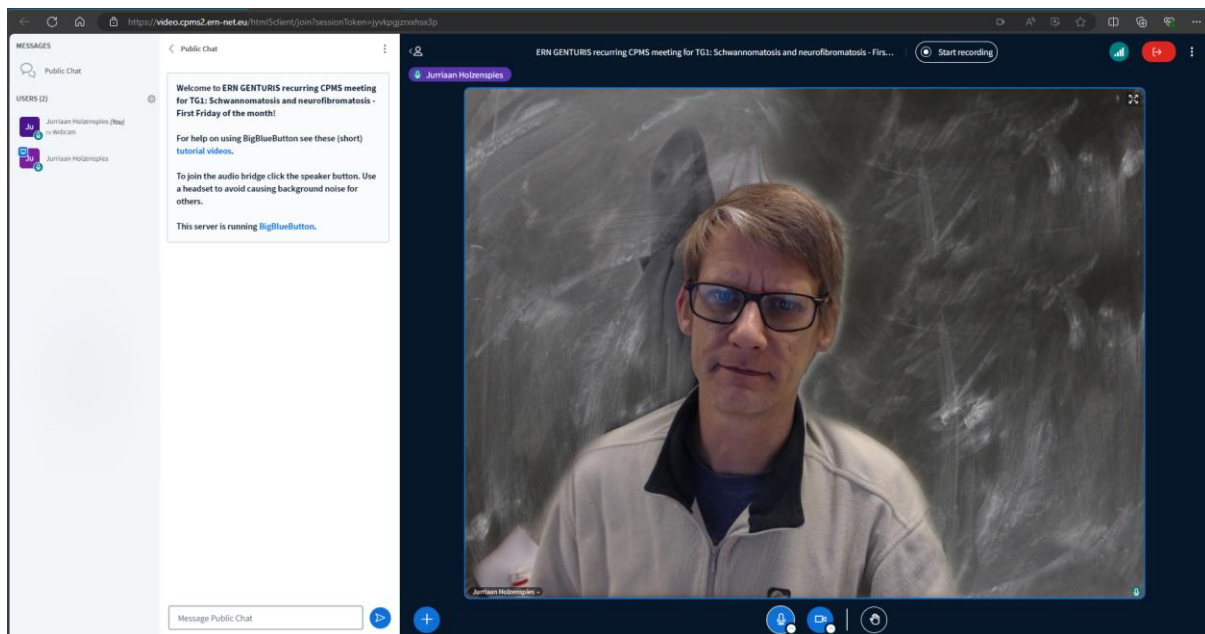 https://video.cpms2.ern-net.eu/html5client/join?sessionToken=jyvkpgjznxrhsx3p
MESSAGES
Public Chat
USERS (2)
Ju
Jurriaan Holzenspies (You)
Webcam
Ju
Jurriaan Holzenspies
Public Chat
Welcome to ERN GENTURIS recurring CPMS meeting
for TG1: Schwannomatosis and neurofibromatosis -
First Friday of the month!
For help on using BigBlueButton see these (short)
tutorial videos.
To join the audio bridge click the speaker button. Use
a headset to avoid causing background noise for
others.
This server is running BigBlueButton.
Message Public Chat
ERN GENTURIS recurring CPMS meeting for TG1: Schwannomatosis and neurofibromatosis - Firs...
Start recording
Jurriaan Holzenspies
Jurriaan Holzenspies